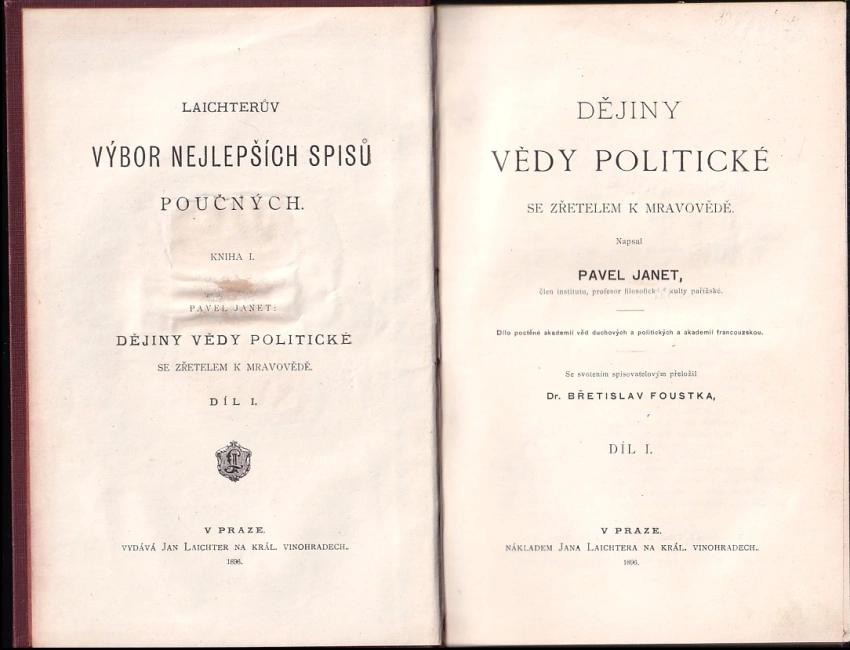 LAICHTERŮV
VÝBOR NEJLEPŠÍCH SPISŮ
POUČNÝCH.
KNIHA I.
PAVEL JANET:
DĚJINY VĚDY POLITICKÉ
SE ZŘETELEM K MRAVOVĚDĚ.
DÍL I.
L
V PRAZE.
VYDÁVÁ JAN LAICHTER NA KRÁL. VINOHRADECH.
1896.
DĚJINY
VĚDY POLITICKÉ
SE ZŘETELEM K MRAVOVĚDĚ.
Napsal
PAVEL JANET,
člen institutu, profesor filosofické kulty pařížské.
Dílo poctěné akademií věd duchových a politických a akademií francouzskou.
Se svolením spisovatelovým přeložil
Dr. BŘETISLAV FOUSTKA,
DÍL I.
V PRAZE.
NÁKLADEM JANA LAICHTERA NA KRÁL. VINOHRADECH.
1896.